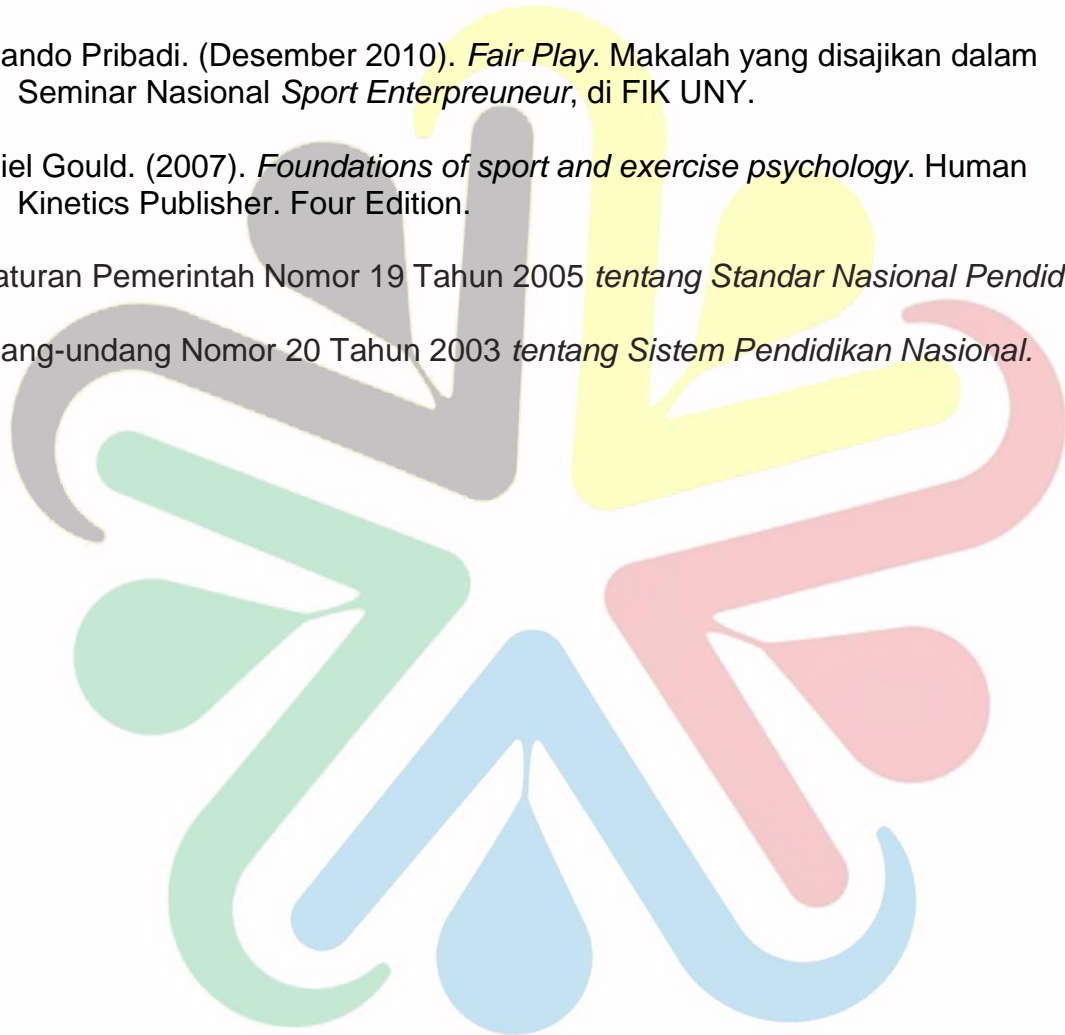 ando Pribadi. (Desember 2010). Fair Play. Makalah yang disajikan dalam
Seminar Nasional Sport Enterpreuneur, di FIK UNY.
iel Gould. (2007). Foundations of sport and exercise psychology. Human
Kinetics Publisher. Four Edition.
aturan Pemerintah Nomor 19 Tahun 2005 tentang Standar Nasional Pendid
ang-undang Nomor 20 Tahun 2003 tentang Sistem Pendidikan Nasional.